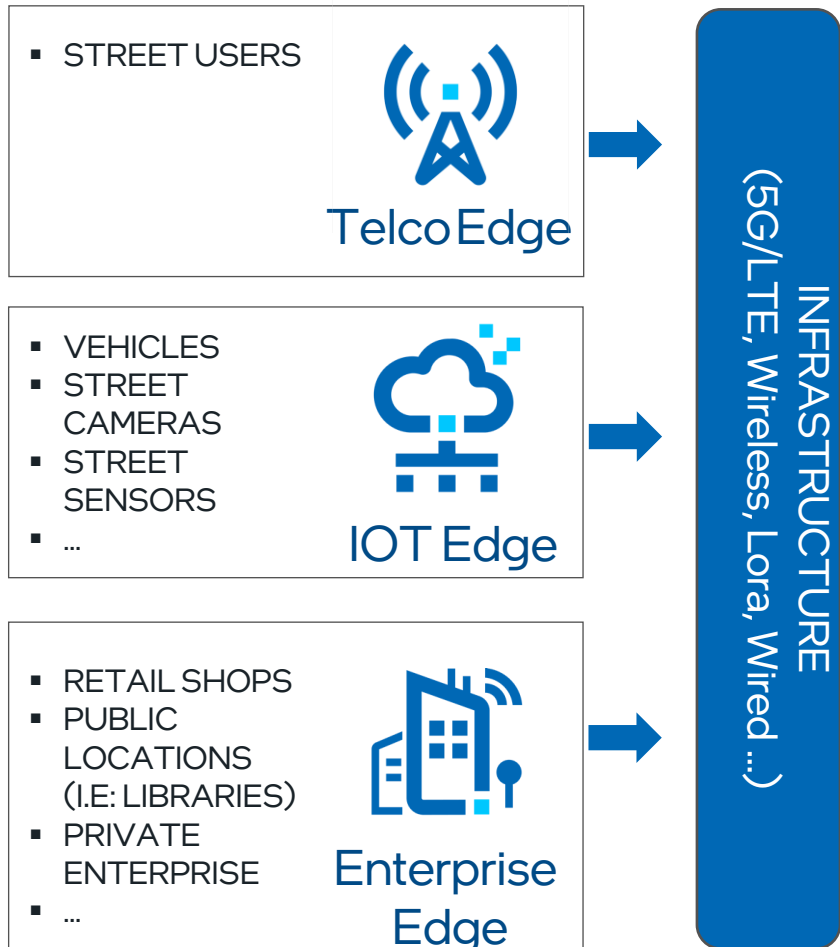 ▪ STREET USERS
Telco Edge
▪ VEHICLES
▪ STREET
CAMERAS
▪ STREET
SENSORS
▪ ...
IOT Edge
▪ RETAIL SHOPS
▪ PUBLIC
LOCATIONS
(I.E: LIBRARIES)
▪ PRIVATE
ENTERPRISE
▪ ...
Enterprise
Edge
INFRASTRUCTURE
(5G/LTE, Wireless, Lora, Wired ...)